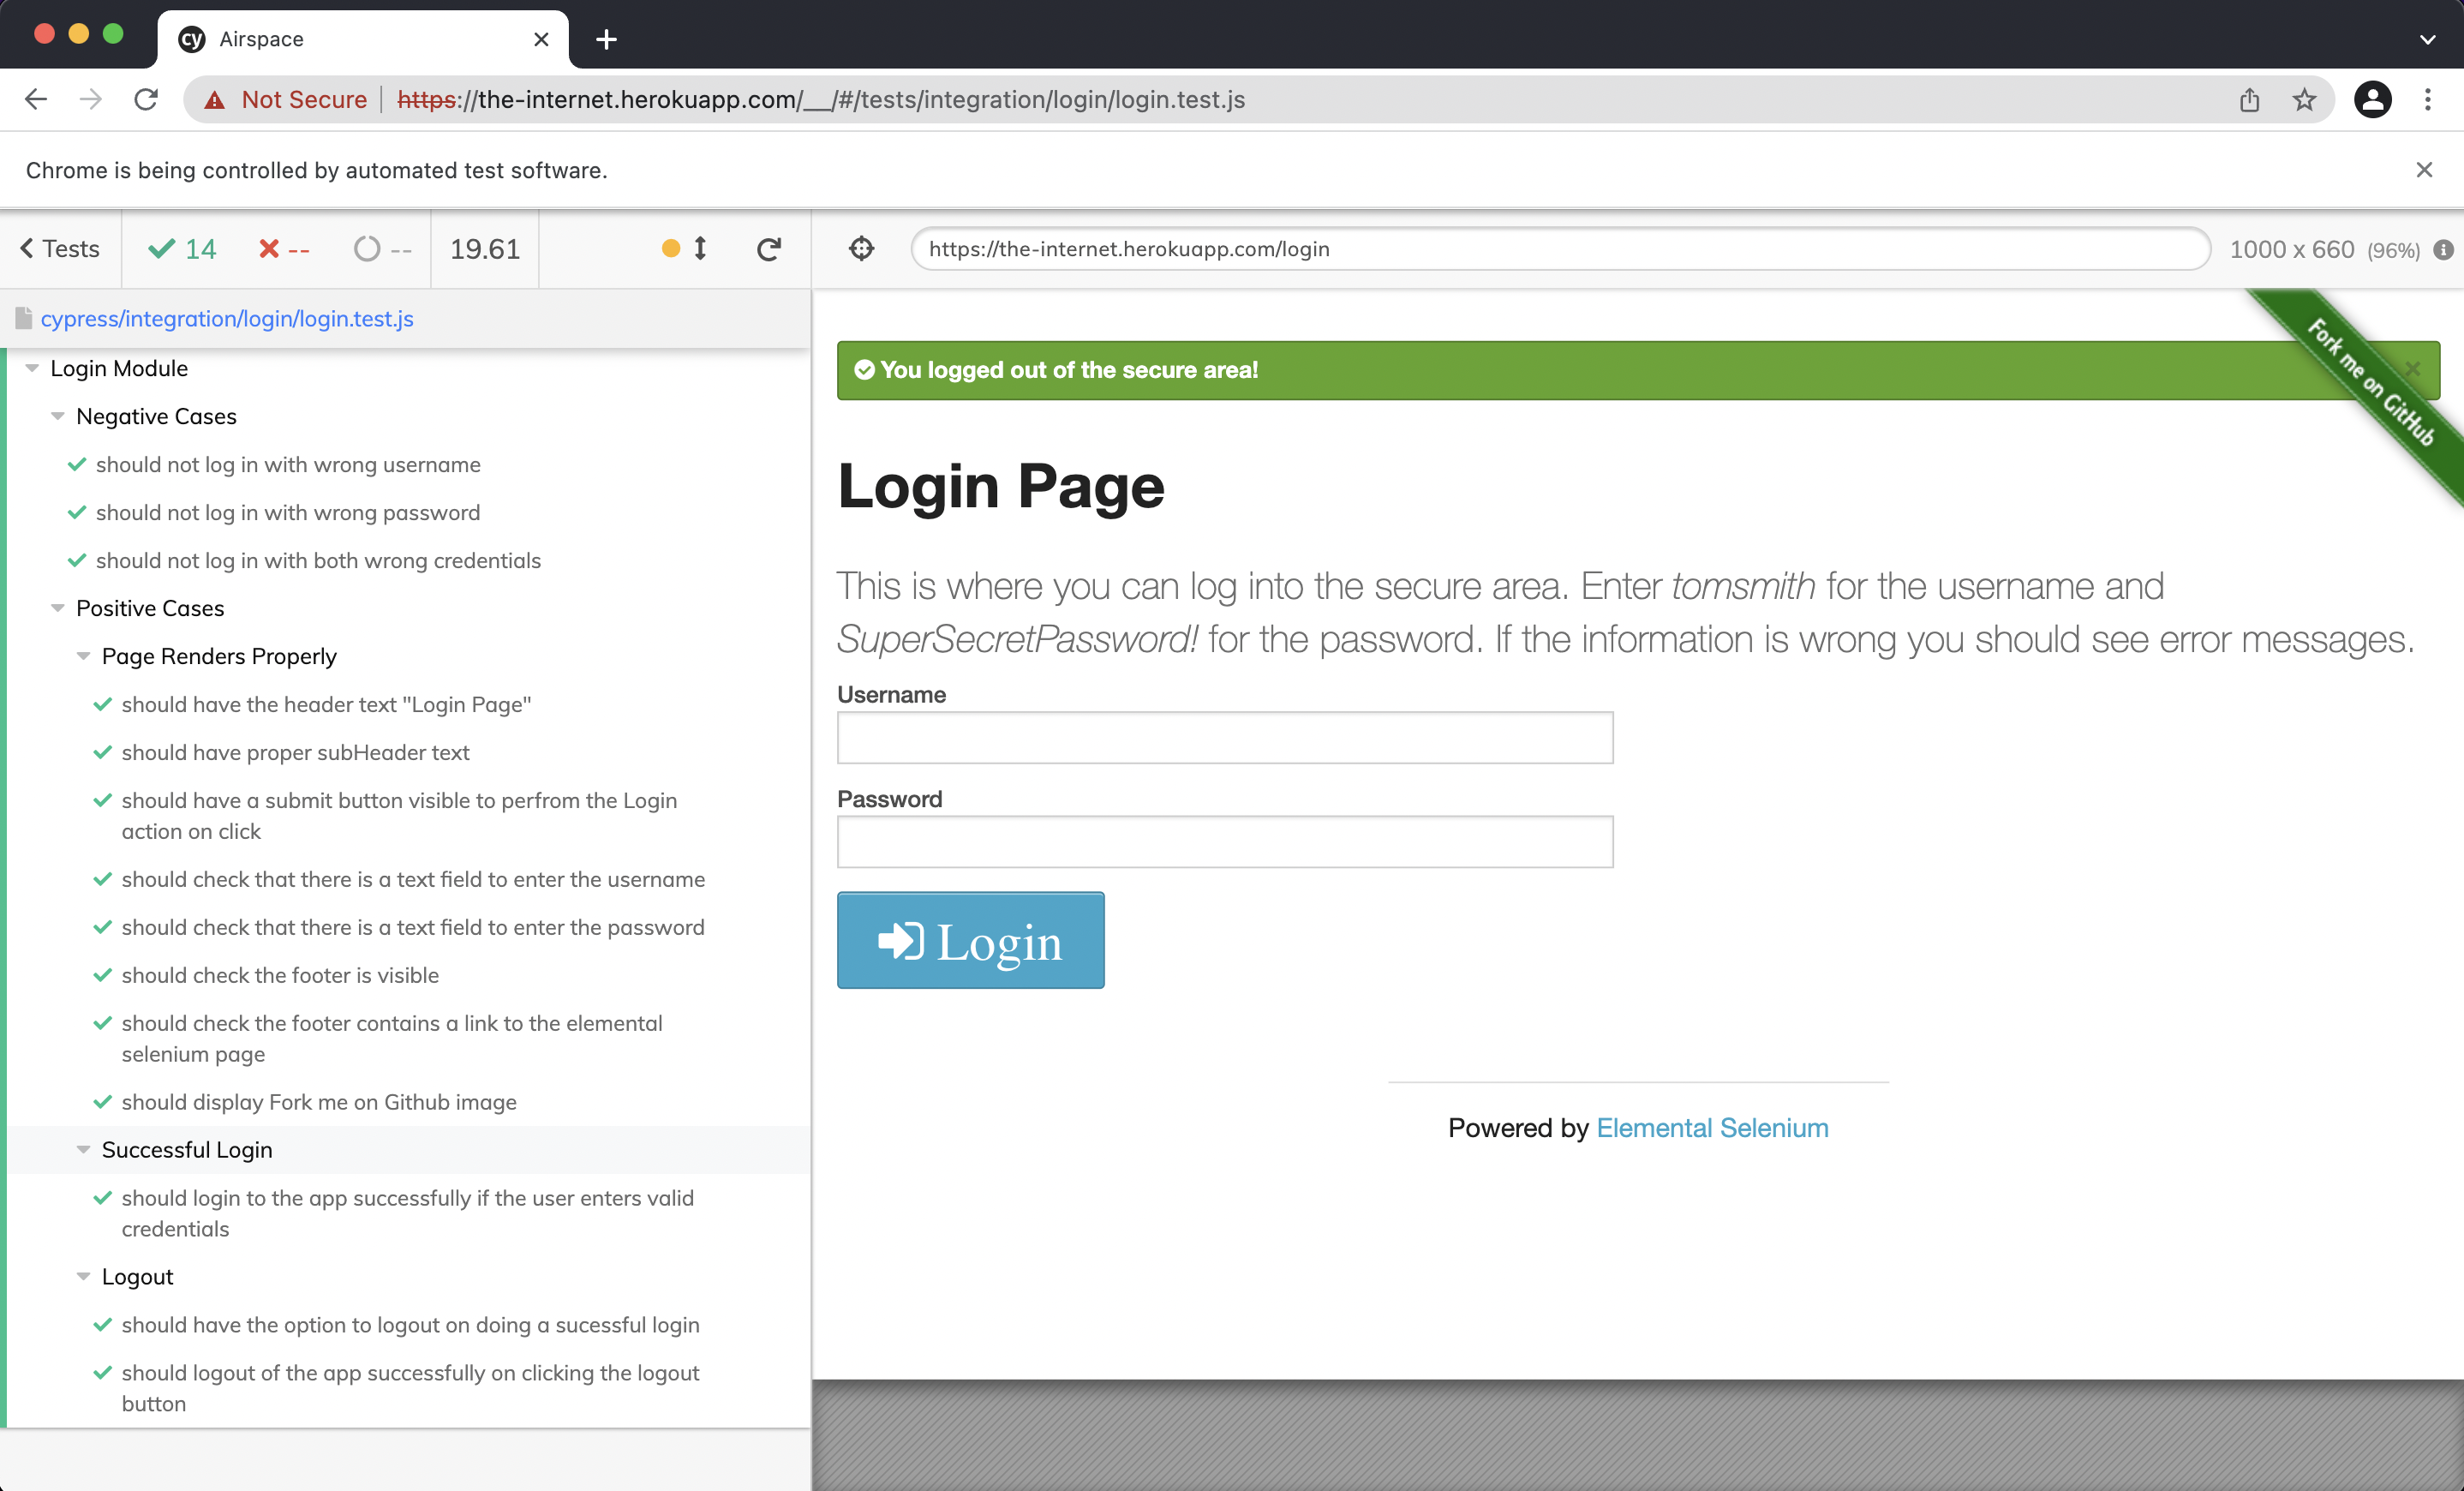 cy Airspace
Not Secure https://the-internet.herokuapp.com/__/#/tests/integration/login/login.test.js
Chrome is being controlled by automated test software.
Tests 14 -- -- 19.61
https://the-internet.herokuapp.com/login 1000 x 660 (96%)
cypress/integration/login/login.test.js
Login Module
Negative Cases
should not log in with wrong username
should not log in with wrong password
should not log in with both wrong credentials
Positive Cases
Page Renders Properly
should have the header text "Login Page"
should have proper subHeader text
should have a submit button visible to perfrom the Login
action on click
should check that there is a text field to enter the username
should check that there is a text field to enter the password
should check the footer is visible
should check the footer contains a link to the elemental
selenium page
should display Fork me on Github image
Successful Login
should login to the app successfully if the user enters valid
credentials
Logout
should have the option to logout on doing a sucessful login
should logout of the app successfully on clicking the logout
button
You logged out of the secure area!
Fork me on GitHub
Login Page
This is where you can log into the secure area. Enter tomsmith for the username and
SuperSecretPassword! for the password. If the information is wrong you should see error messages.
Username
Password
Login
Powered by Elemental Selenium